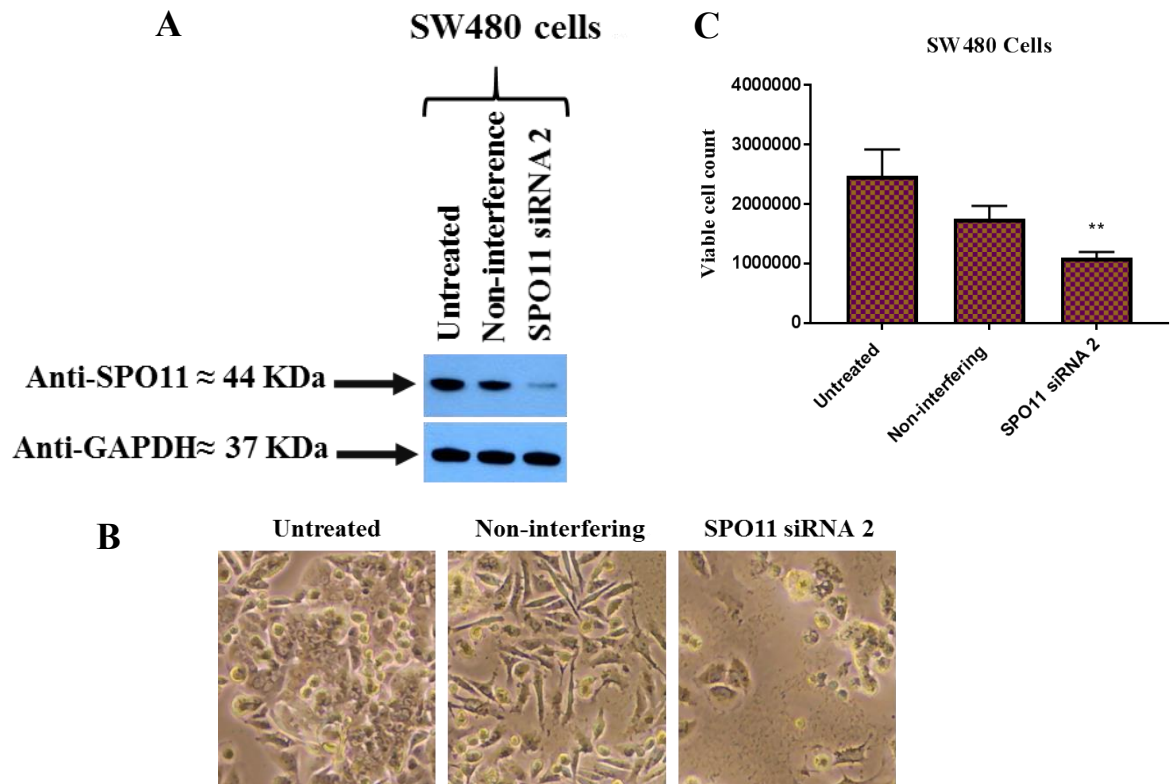 A
SW480 cells
Untreated
Non-interference
SPO11 siRNA 2
Anti-SPO11 ≈ 44 KDa
Anti-GAPDH≈ 37 KDa
C
SW480 Cells
Viable cell count
4000000
3000000
2000000
1000000
0
**
Untreated
Non-interfering
SPO11 siRNA 2
B
Untreated
Non-interfering
SPO11 siRNA 2